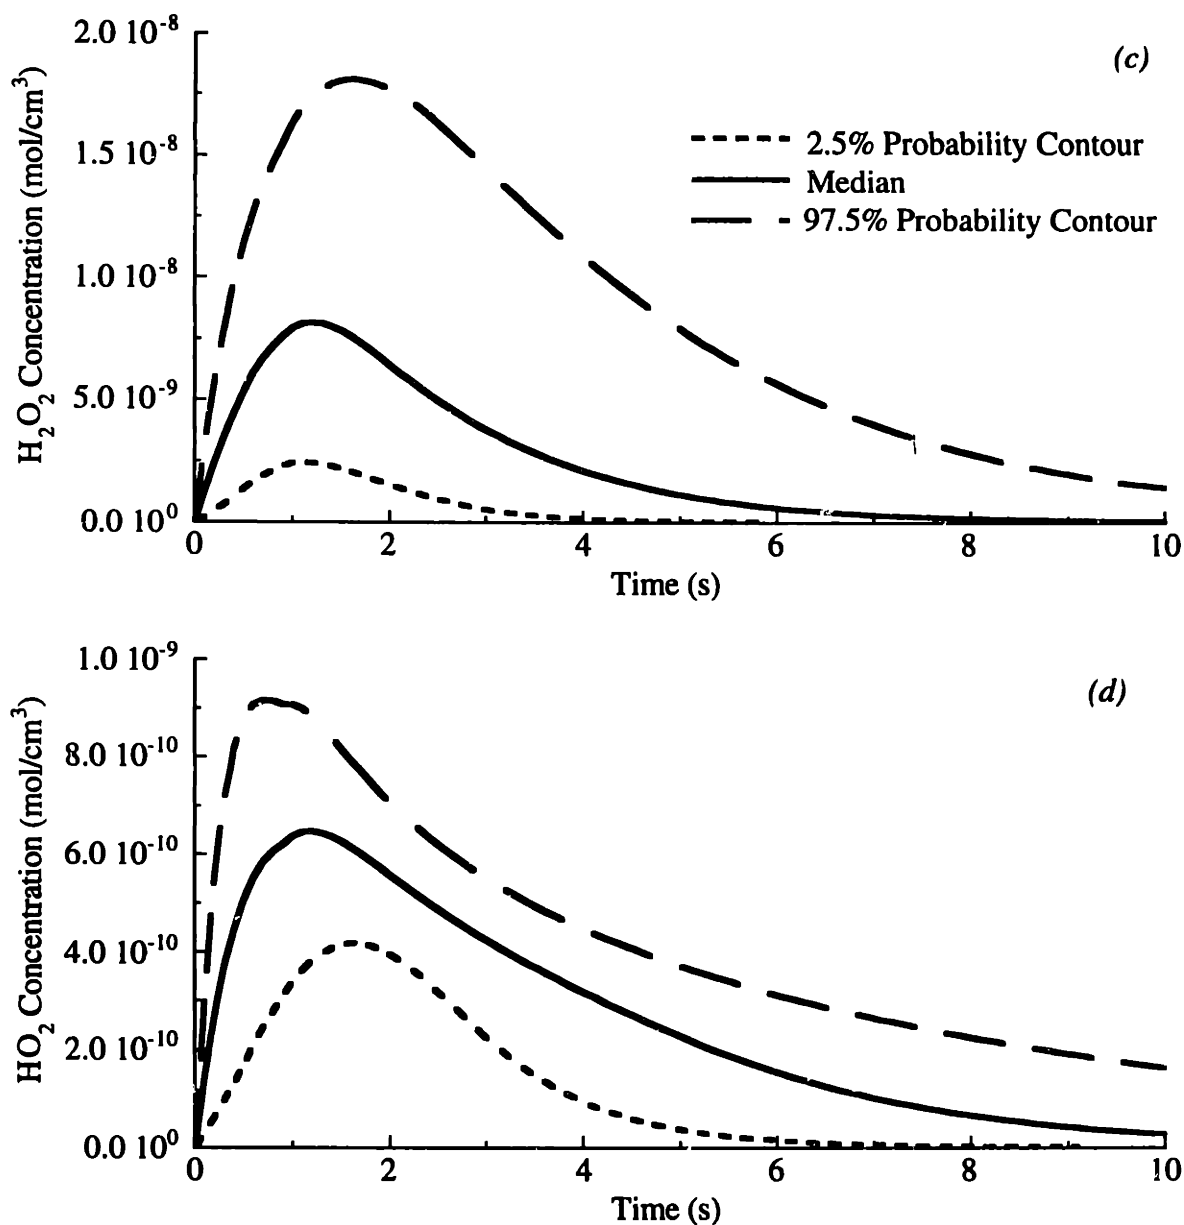 2.0 10⁻⁸
(c)
1.5 10⁻⁸
1.0 10⁻⁸
5.0 10⁻⁹
0.0 10⁰
H₂O₂ Concentration (mol/cm³)
2.5% Probability Contour
Median
97.5% Probability Contour
0 2 4 6 8 10
Time (s)
1.0 10⁻⁹
(d)
8.0 10⁻¹⁰
6.0 10⁻¹⁰
4.0 10⁻¹⁰
2.0 10⁻¹⁰
0.0 10⁰
HO₂ Concentration (mol/cm³)
0 2 4 6 8 10
Time (s)